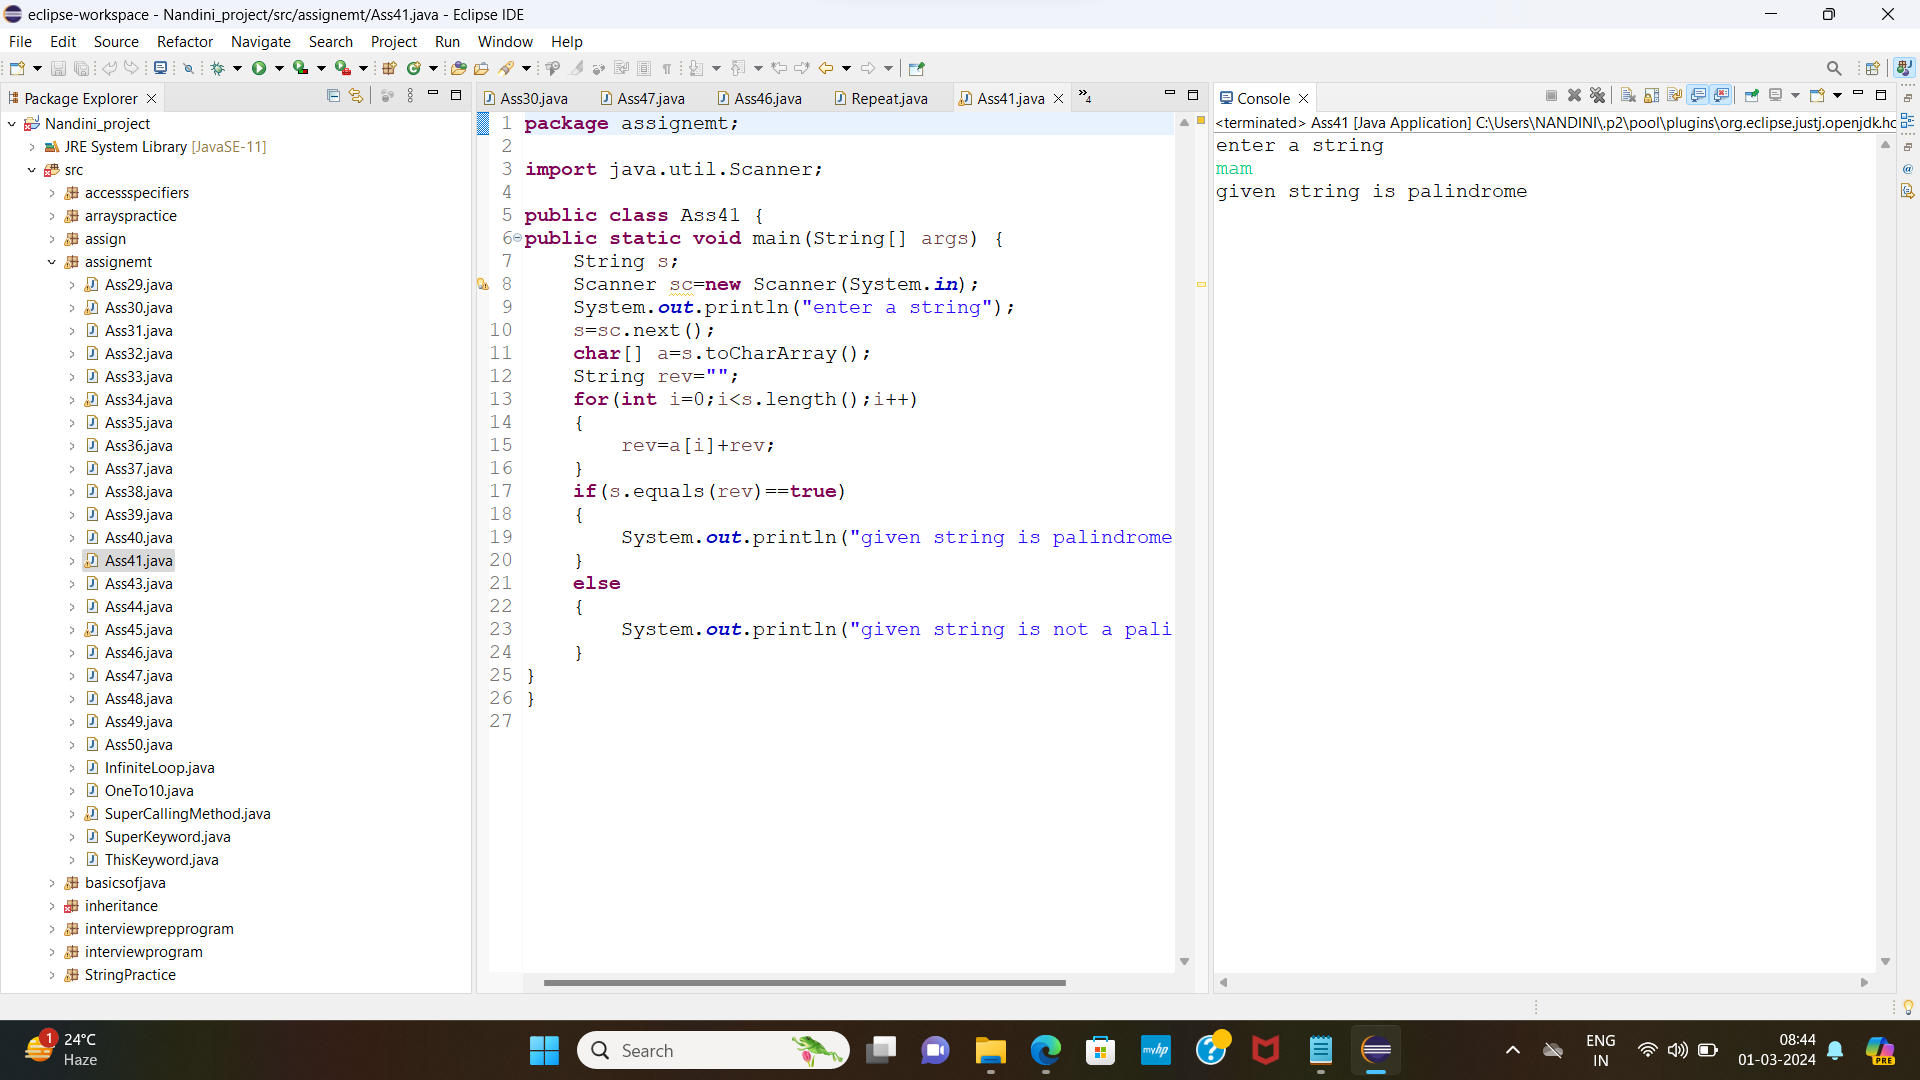 eclipse-workspace - Nandini_project/src/assignemt/Ass41.java - Eclipse IDE
File Edit Source Refactor Navigate Search Project Run Window Help
Package Explorer
Nandini_project
JRE System Library [JavaSE-11]
src
accessspecifiers
arrayspractice
assign
assignemt
Ass29.java
Ass30.java
Ass31.java
Ass32.java
Ass33.java
Ass34.java
Ass35.java
Ass36.java
Ass37.java
Ass38.java
Ass39.java
Ass40.java
Ass41.java
Ass43.java
Ass44.java
Ass45.java
Ass46.java
Ass47.java
Ass48.java
Ass49.java
Ass50.java
InfiniteLoop.java
OneTo10.java
SuperCallingMethod.java
SuperKeyword.java
ThisKeyword.java
basicsofjava
inheritance
interviewprepprogram
interviewprogram
StringPractice
Ass30.java Ass47.java Ass46.java Repeat.java Ass41.java »4
1 package assignemt;
2
3 import java.util.Scanner;
4
5 public class Ass41 {
6 public static void main(String[] args) {
7     String s;
8     Scanner sc=new Scanner(System.in);
9     System.out.println("enter a string");
10     s=sc.next();
11     char[] a=s.toCharArray();
12     String rev="";
13     for(int i=0;i<s.length();i++)
14     {
15         rev=a[i]+rev;
16     }
17     if(s.equals(rev)==true)
18     {
19         System.out.println("given string is palindrome
20     }
21     else
22     {
23         System.out.println("given string is not a pali
24     }
25 }
26 }
27
Console
<terminated> Ass41 [Java Application] C:\Users\NANDINI\.p2\pool\plugins\org.eclipse.justj.openjdk.hc
enter a string
mam
given string is palindrome
1
24°C
Haze
Search
myhp
ENG
IN
08:44
01-03-2024
PRE